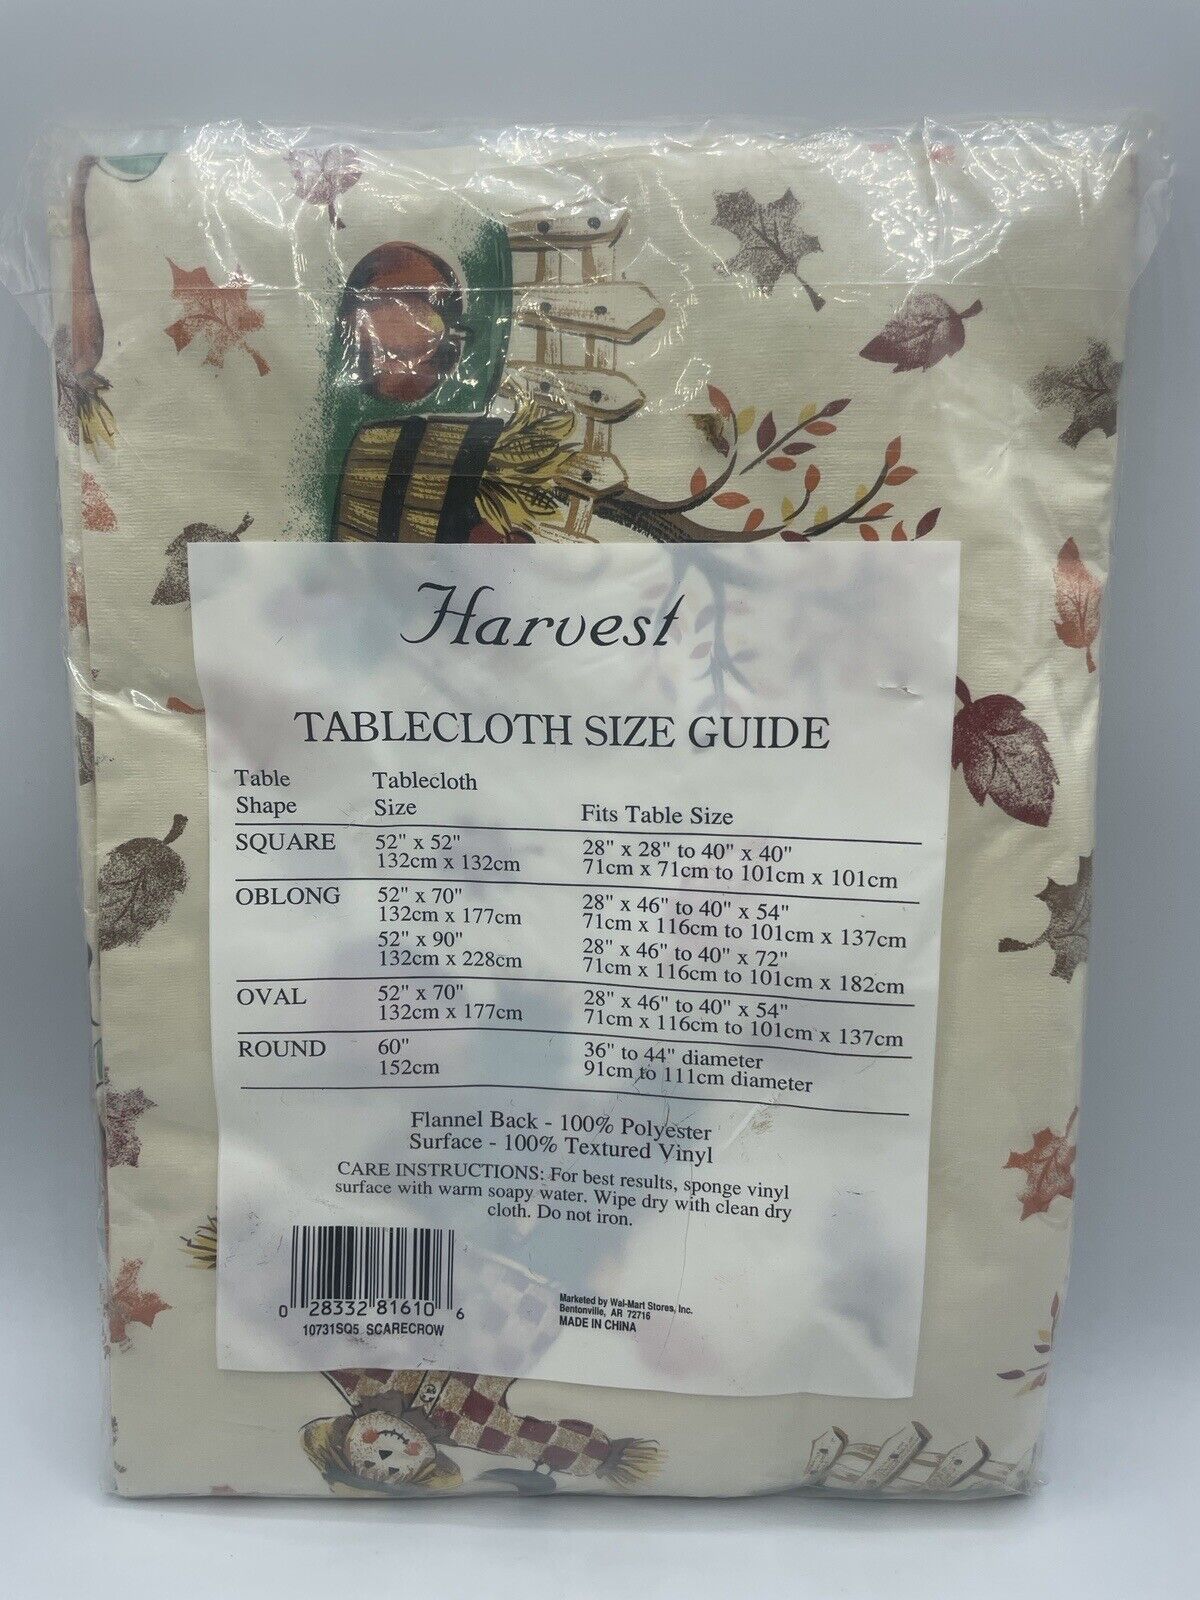 Harvest
TABLECLOTH SIZE GUIDE
Table Shape Tablecloth Size Fits Table Size
SQUARE 52" x 52" 28" x 28" to 40" x 40"
132cm x 132cm 71cm x 71cm to 101cm x 101cm
OBLONG 52" x 70" 28" x 46" to 40" x 54"
132cm x 177cm 71cm x 116cm to 101cm x 137cm
52" x 90" 28" x 46" to 40" x 72"
132cm x 228cm 71cm x 116cm to 101cm x 182cm
OVAL 52" x 70" 28" x 46" to 40" x 54"
132cm x 177cm 71cm x 116cm to 101cm x 137cm
ROUND 60" 36" to 44" diameter
152cm 91cm to 111cm diameter
Flannel Back - 100% Polyester
Surface - 100% Textured Vinyl
CARE INSTRUCTIONS: For best results, sponge vinyl
surface with warm soapy water. Wipe dry with clean dry
cloth. Do not iron.
0 28332 81610 6
10731SQ5 SCARECROW
Marketed by Wal-Mart Stores, Inc.
Bentonville, AR 72716
MADE IN CHINA